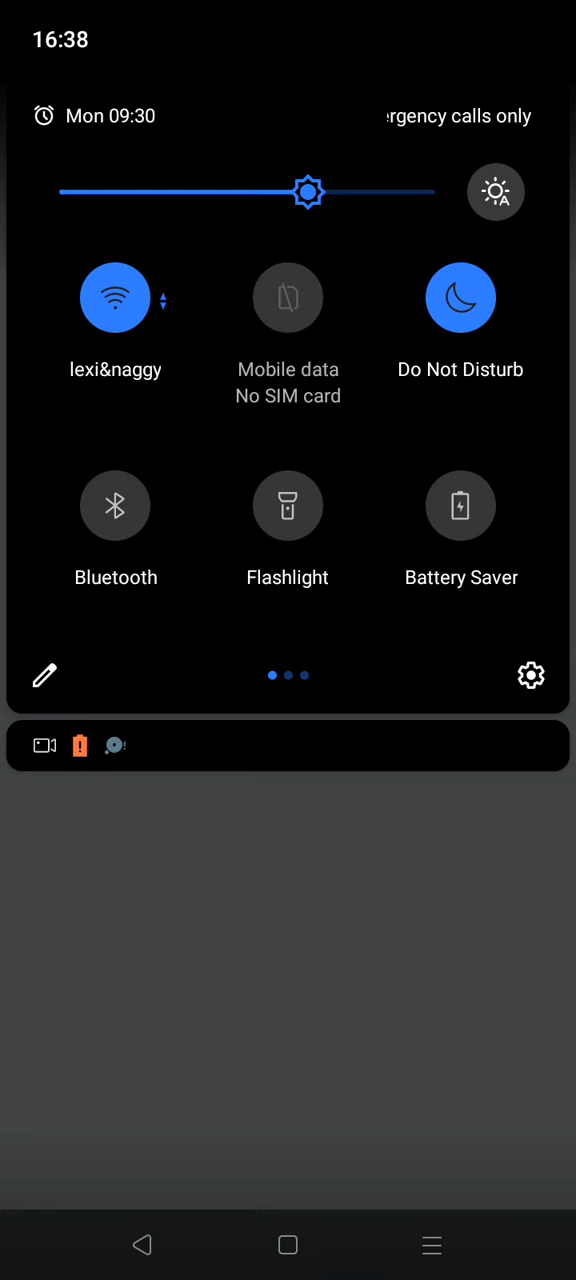 16:38
Mon 09:30
rgency calls only
lexi&naggy
Mobile data
No SIM card
Do Not Disturb
Bluetooth
Flashlight
Battery Saver